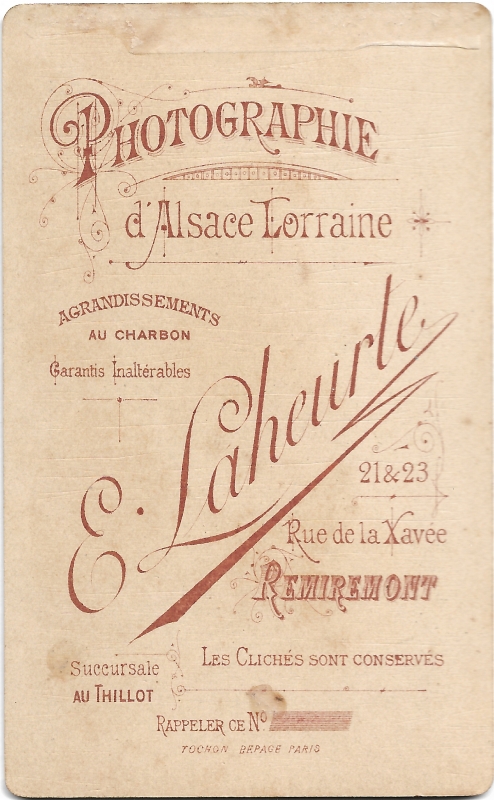 PHOTOGRAPHIE
d'Alsace Lorraine
AGRANDISSEMENTS
AU CHARBON
Garantis Inaltérables
E. Laheurte
21 & 23
Rue de la Xavée
REMIREMONT
LES CLICHÉS SONT CONSERVÉS
Succursale
AU THILLOT
RAPPELER CE Nº
TOCHON BEPAGE PARIS